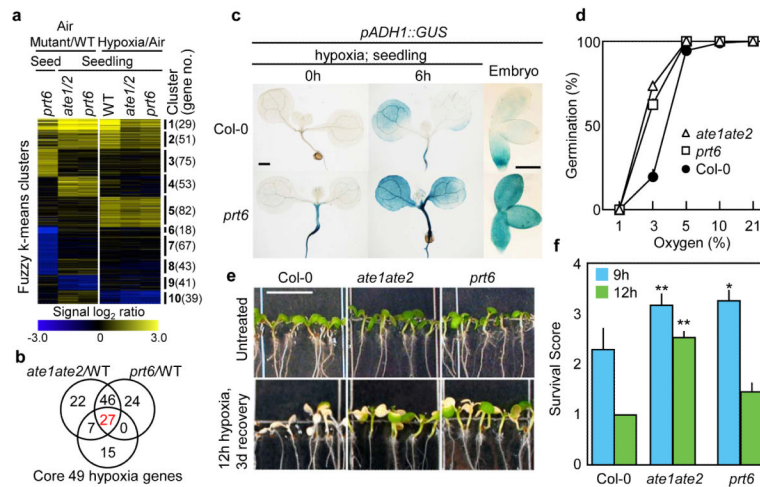 a
Air
Mutant/WT Hypoxia/Air
Seed Seedling
prt6 ate1/2 prt6 WT ate1/2 prt6
Cluster (gene no.)
Fuzzy k-means clusters
1(29)
2(51)
3(75)
4(53)
5(82)
6(18)
7(67)
8(43)
9(41)
10(39)
Signal log2 ratio
-3.0 3.0
b
ate1ate2/WT prt6/WT
22 46 24
27
7 0
15
Core 49 hypoxia genes
c
pADH1::GUS
hypoxia; seedling
0h 6h Embryo
Col-0
prt6
d
Germination (%)
100
50
0
ate1ate2
prt6
Col-0
1 3 5 10 21
Oxygen (%)
e
Col-0 ate1ate2 prt6
Untreated
12h hypoxia,
3d recovery
f
Survival Score
5
4
3
2
1
0
9h
12h
** *
**
Col-0 ate1ate2 prt6